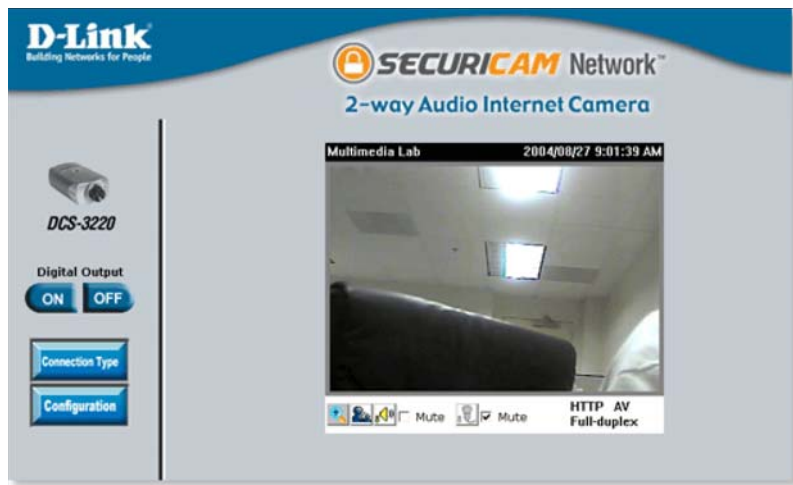 D-Link
Building Networks for People
SECURICAM Network™
2-way Audio Internet Camera
Multimedia Lab 2004/08/27 9:01:39 AM
DCS-3220
Digital Output
ON OFF
Connection Type
Configuration
Mute Mute
HTTP AV
Full-duplex